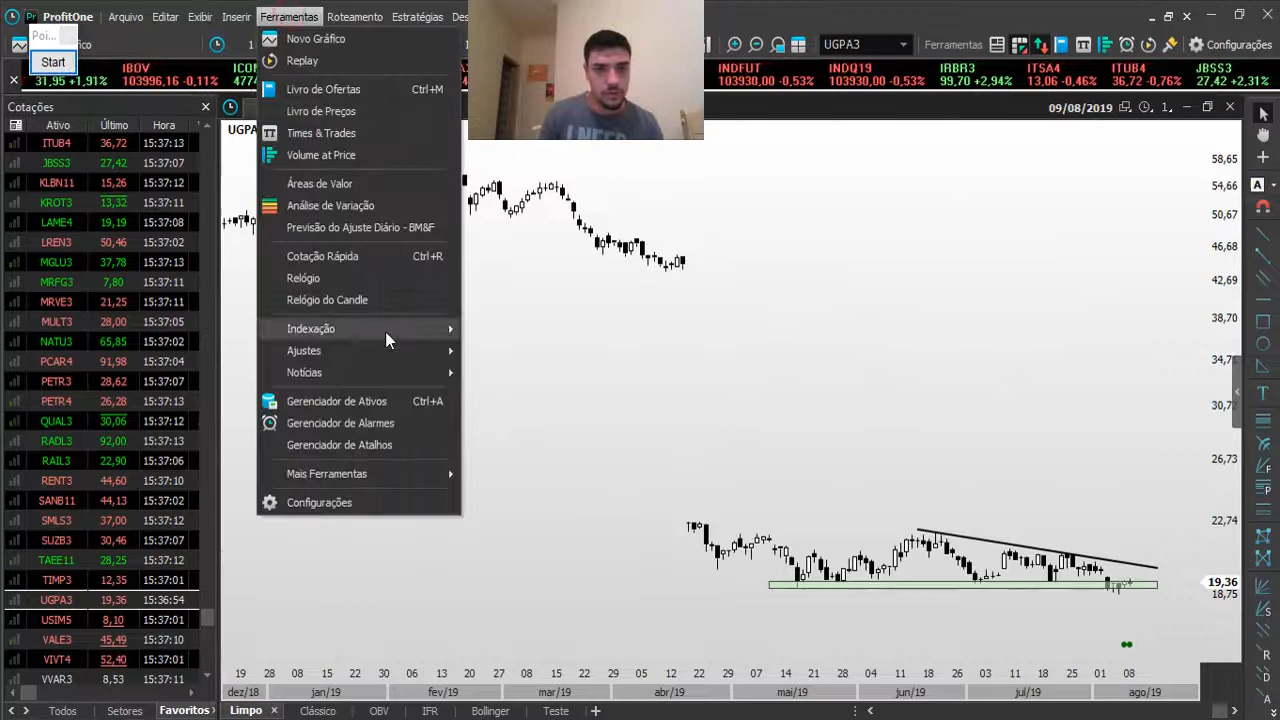 ProfitOne Arquivo Editar Exibir Inserir Ferramentas Roteamento Estratégias Des
Poi...
Start
UGPA3
Ferramentas
Configurações
IBOV
INDFUT INDQ19 IRBR3 ITSA4 ITUB4 JBSS3
31,95 +1,91% 103996,16 -0,11%
103930,00 -0,53% 103930,00 -0,53% 99,70 +2,94% 13,06 -0,46% 36,72 -0,76% 27,42 +2,31%
Cotações
09/08/2019
Ativo Último Hora
ITUB4 36,72 15:37:13
JBSS3 27,42 15:37:07
KLBN11 15,26 15:37:12
KROT3 13,32 15:37:11
LAME4 19,19 15:37:08
LREN3 50,46 15:37:02
MGLU3 37,78 15:37:13
MRFG3 7,80 15:37:11
MRVE3 21,25 15:37:11
MULT3 28,00 15:37:05
NATU3 65,85 15:37:12
PCAR4 91,98 15:37:04
PETR3 28,62 15:37:12
PETR4 26,28 15:37:13
QUAL3 30,06 15:37:12
RADL3 92,00 15:37:13
RAIL3 22,90 15:37:06
RENT3 44,60 15:37:10
SANB11 44,13 15:37:02
SMLS3 37,00 15:37:12
SUZB3 30,46 15:37:07
TAEE11 28,25 15:37:12
TIMP3 12,35 15:37:01
UGPA3 19,36 15:36:54
USIM5 8,10 15:37:01
VALE3 45,49 15:37:10
VIVT4 52,40 15:37:01
VVAR3 8,53 15:37:10
Novo Gráfico
Replay
Livro de Ofertas Ctrl+M
Livro de Preços
Times & Trades
Volume at Price
Áreas de Valor
Análise de Variação
Previsão do Ajuste Diário - BM&F
Cotação Rápida Ctrl+R
Relógio
Relógio do Candle
Indexação
Ajustes
Notícias
Gerenciador de Ativos Ctrl+A
Gerenciador de Alarmes
Gerenciador de Atalhos
Mais Ferramentas
Configurações
I NEED
58,65
54,66
50,67
46,68
42,69
38,70
30,72
26,73
22,74
19,36
18,75
19 28 08 16 22 30 06 12 20 27 08 15 21 29 05 12 22 29 07 14 21 28 04 11 18 26 03 11 18 25 01 08
dez/18 jan/19 fev/19 mar/19 abr/19 mai/19 jun/19 jul/19 ago/19
Todos Setores Favoritos Limpo Clássico OBV IFR Bollinger Teste